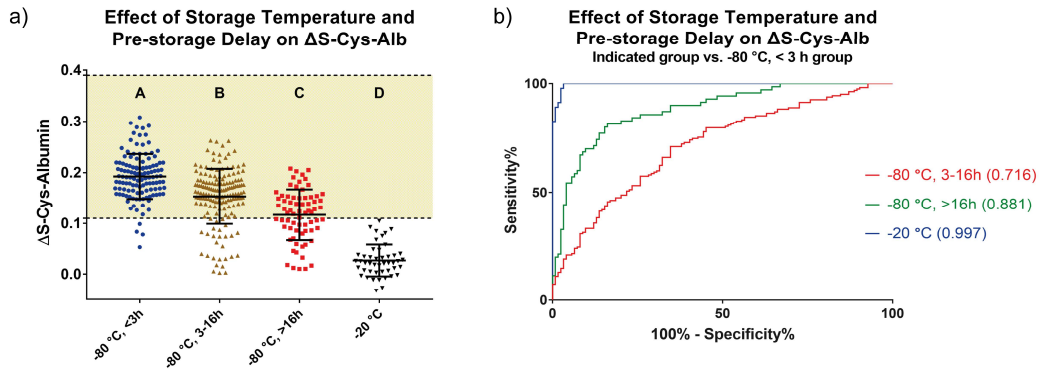 a)
Effect of Storage Temperature and
Pre-storage Delay on ΔS-Cys-Alb
0.4
0.3
0.2
0.1
0.0
ΔS-Cys-Albumin
A
B
C
D
-80 °C, <3h
-80 °C, 3-16h
-80 °C, >16h
-20 °C
b)
Effect of Storage Temperature and
Pre-storage Delay on ΔS-Cys-Alb
Indicated group vs. -80 °C, < 3 h group
100
50
0
Sensitivity%
0
50
100
100% - Specificity%
-80 °C, 3-16h (0.716)
-80 °C, >16h (0.881)
-20 °C (0.997)